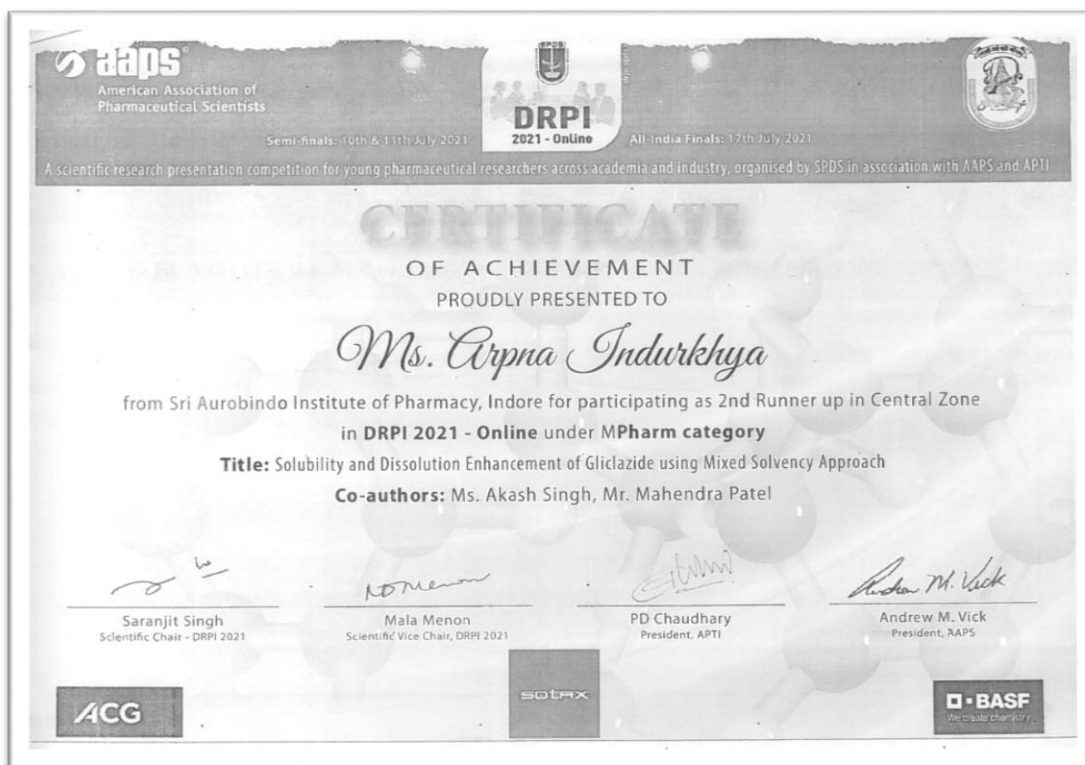 aaps
American Association of
Pharmaceutical Scientists
SPDS
DRPI
2021 - Online
Semi-finals: 10th & 11th July 2021
All-India Finals: 17th July 2021
A scientific research presentation competition for young pharmaceutical researchers across academia and industry, organised by SPDS in association with AAPS and APTI
CERTIFICATE
OF ACHIEVEMENT
PROUDLY PRESENTED TO
Ms. Arpna Indurkhya
from Sri Aurobindo Institute of Pharmacy, Indore for participating as 2nd Runner up in Central Zone
in DRPI 2021 - Online under MPharm category
Title: Solubility and Dissolution Enhancement of Gliclazide using Mixed Solvency Approach
Co-authors: Ms. Akash Singh, Mr. Mahendra Patel
NDMenon
Andrew M. Vick
Saranjit Singh
Scientific Chair - DRPI 2021
Mala Menon
Scientific Vice Chair, DRPI 2021
PD Chaudhary
President, APTI
Andrew M. Vick
President, AAPS
ACG
SOTAX
BASF
We create chemistry